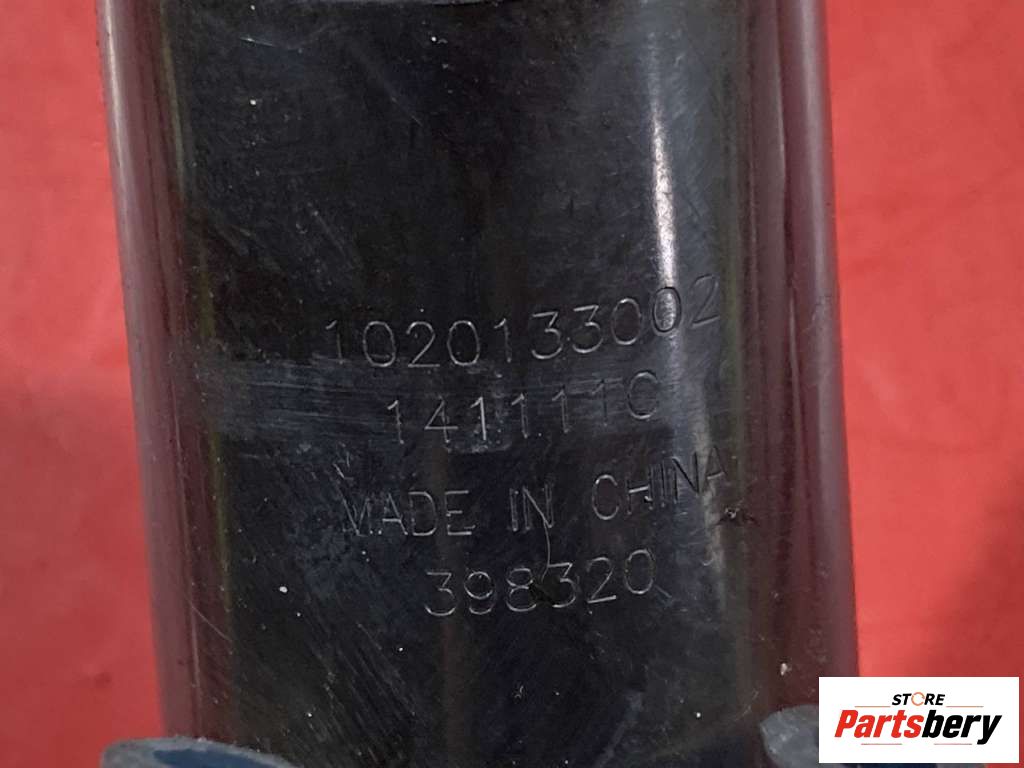 1020133002
141111C
MADE IN CHINA
398320
STORE
Partsbery